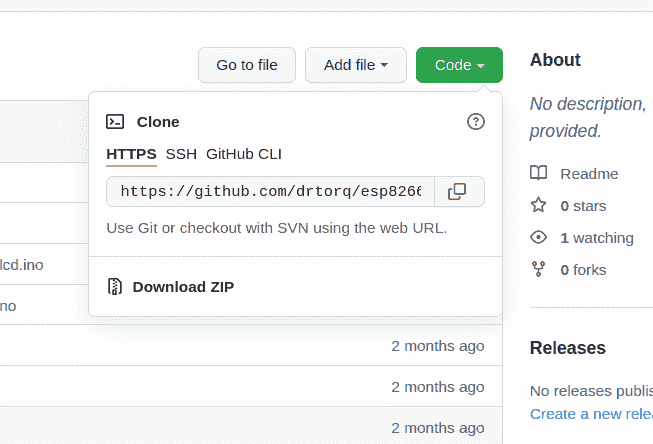 Go to file
Add file
Code
Clone
HTTPS SSH GitHub CLI
https://github.com/drtorq/esp826
Use Git or checkout with SVN using the web URL.
Download ZIP
lcd.ino
no
2 months ago
2 months ago
2 months ago
About
No description,
provided.
Readme
0 stars
1 watching
0 forks
Releases
No releases publis
Create a new relea